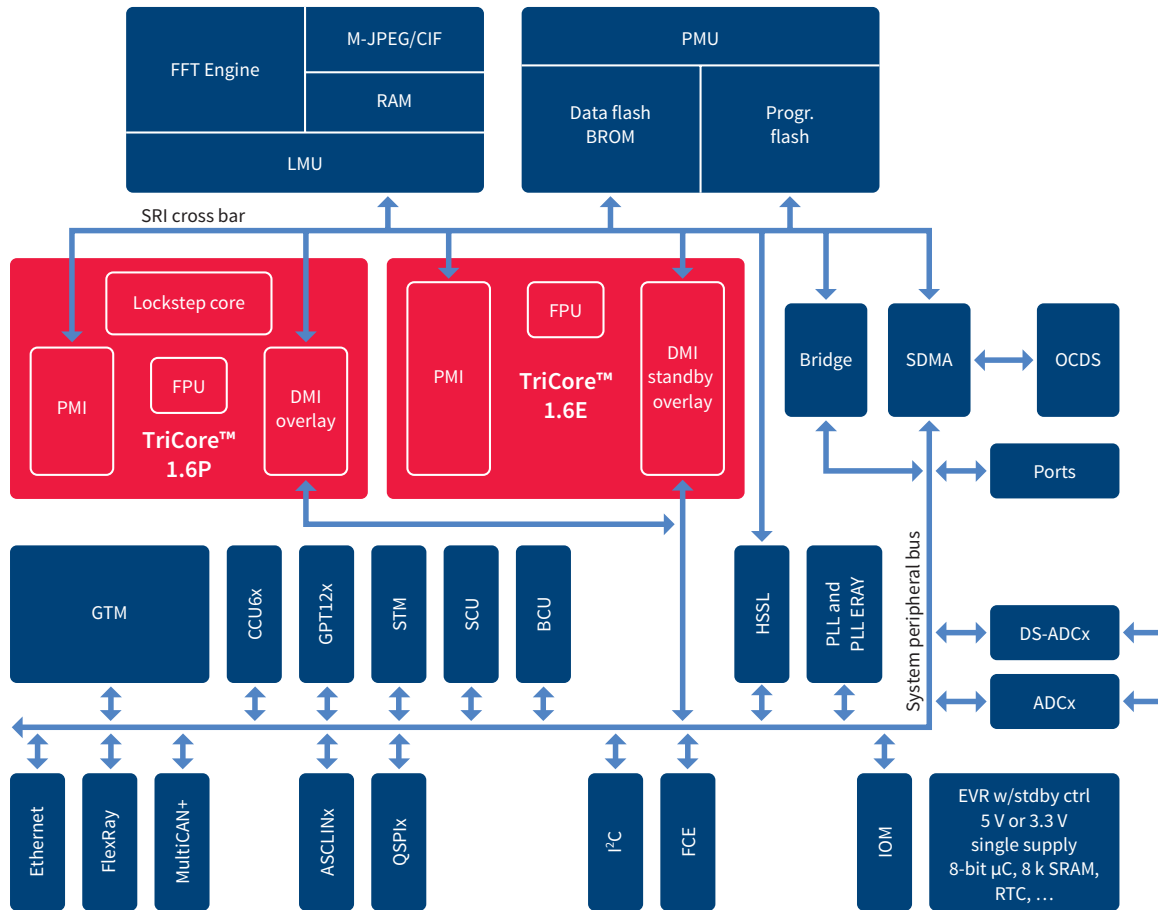 FFT Engine
M-JPEG/CIF
RAM
LMU
PMU
Data flash
BROM
Progr.
flash
SRI cross bar
Lockstep core
PMI
FPU
DMI
overlay
TriCore™
1.6P
PMI
FPU
TriCore™
1.6E
DMI
standby
overlay
Bridge
SDMA
OCDS
Ports
System peripheral bus
GTM
CCU6x
GPT12x
STM
SCU
BCU
HSSL
PLL and
PLL ERAY
DS-ADCx
ADCx
Ethernet
FlexRay
MultiCAN+
ASCLINx
QSPIx
I²C
FCE
IOM
EVR w/stdby ctrl
5 V or 3.3 V
single supply
8-bit µC, 8 k SRAM,
RTC, …